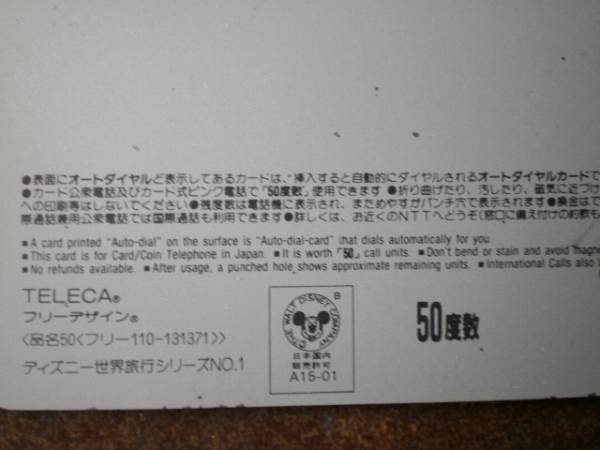 ●表面にオートダイヤルと表示してあるカードは、挿入すると自動的にダイヤルされるオートダイヤルカードで
●カード公衆電話及びカード式ピンク電話で「50度数」使用できます ●折り曲げたり、汚したり、磁気に近づけ
への印刷等はしないでください ●残度数は電話機に表示され、まためやすがパンチ穴で表示されます ●換金はで
際通話兼用公衆電話では国際通話も利用できます ●詳しくは、お近くのNTTへどうぞ(窓口に備え付けの約款も
■ A card printed "Auto-dial" on the surface is "Auto-dial-card" that dials automatically for you.
■ This card is for Card/Coin Telephone in Japan. ■ It is worth「50」call units. ■ Don't bend or stain and avoid magne
■ No refunds available. ■ After usage, a punched hole shows approximate remaining units. ■ International Calls also
TELECA®
フリーデザイン®
〈品名50〈フリー110-131371〉〉
ディズニー世界旅行シリーズNO.1
B
© THE WALT DISNEY COMPANY
日本国内
販売許可
A15-01
50度数